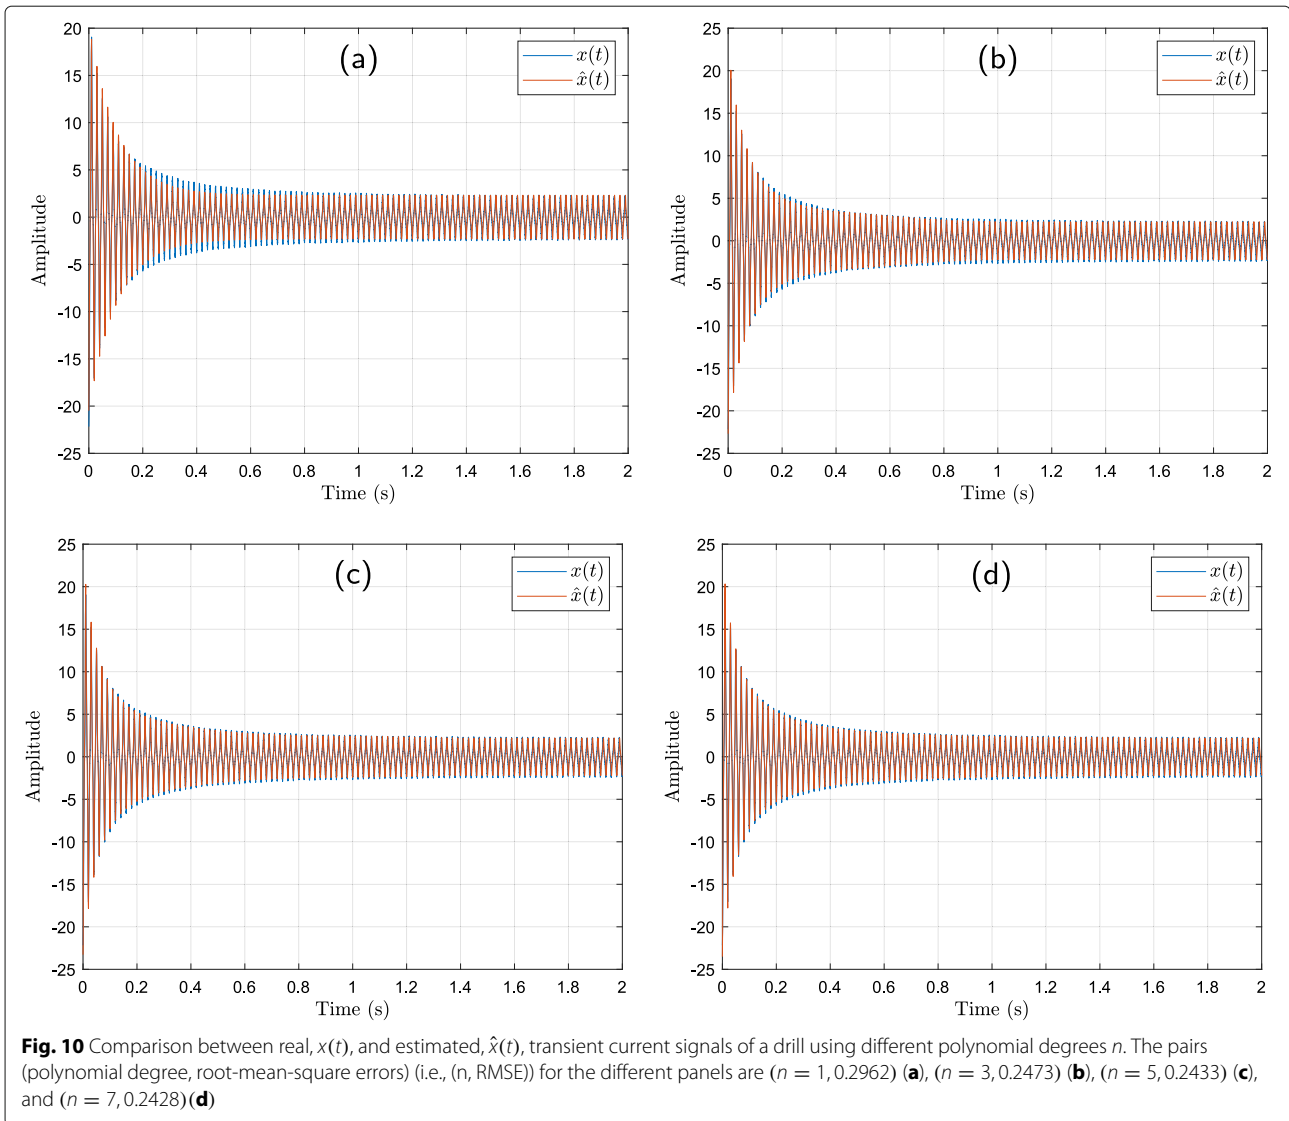 (a)
x(t)
x̂(t)
20
15
10
5
0
-5
-10
-15
-20
-25
Amplitude
0 0.2 0.4 0.6 0.8 1 1.2 1.4 1.6 1.8 2
Time (s)
(b)
x(t)
x̂(t)
25
20
15
10
5
0
-5
-10
-15
-20
-25
Amplitude
0 0.2 0.4 0.6 0.8 1 1.2 1.4 1.6 1.8 2
Time (s)
(c)
x(t)
x̂(t)
25
20
15
10
5
0
-5
-10
-15
-20
-25
Amplitude
0 0.2 0.4 0.6 0.8 1 1.2 1.4 1.6 1.8 2
Time (s)
(d)
x(t)
x̂(t)
25
20
15
10
5
0
-5
-10
-15
-20
-25
Amplitude
0 0.2 0.4 0.6 0.8 1 1.2 1.4 1.6 1.8 2
Time (s)
Fig. 10 Comparison between real, x(t), and estimated, x̂(t), transient current signals of a drill using different polynomial degrees n. The pairs
(polynomial degree, root-mean-square errors) (i.e., (n, RMSE)) for the different panels are (n = 1, 0.2962) (a), (n = 3, 0.2473) (b), (n = 5, 0.2433) (c),
and (n = 7, 0.2428)(d)